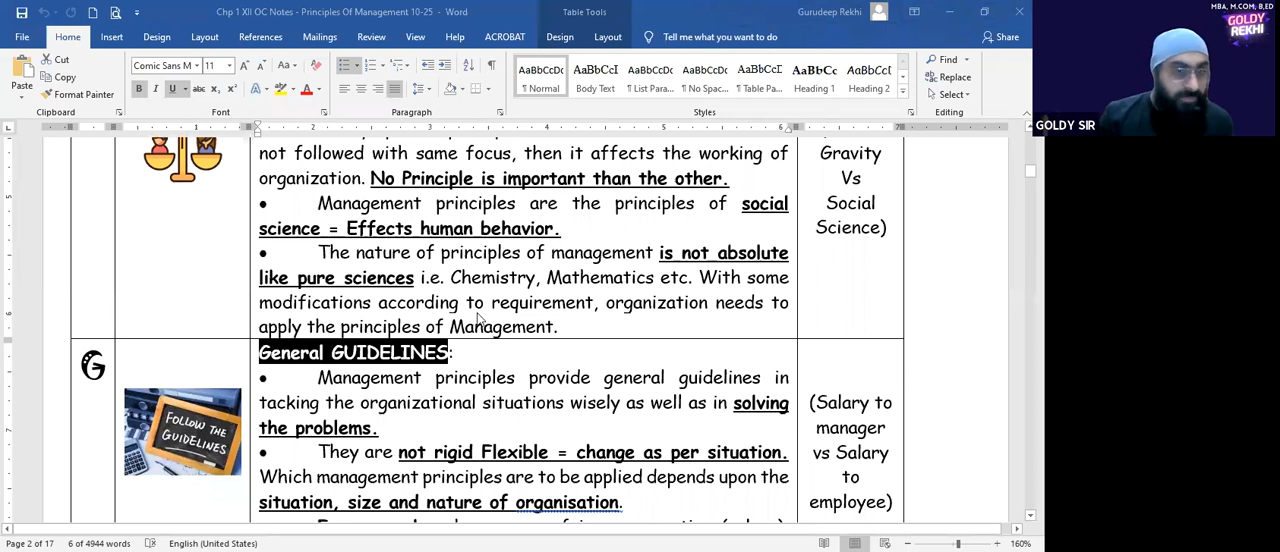 Chp 1 XII OC Notes - Principles Of Management 10-25 - Word
Table Tools
Gurudeep Rekhi
File Home Insert Design Layout References Mailings Review View Help ACROBAT Design Layout Tell me what you want to do Share
Paste
Cut
Copy
Format Painter
Clipboard
Comic Sans M 11
B I U abc x₂ x²
Font
Paragraph
AaBbCcDc
¶ Normal
AaBbCcI
Body Text
AaBbCcDc
¶ List Para...
AaBbCcDc
¶ No Spac...
AaBbCcI
¶ Table Pa...
AaBbCc
Heading 1
AaBbCcI
Heading 2
Styles
Find
Replace
Select
Editing
MBA, M.COM, B,ED
GOLDY
REKHI
GOLDY SIR
not followed with same focus, then it affects the working of
organization. No Principle is important than the other.
• Management principles are the principles of social
science = Effects human behavior.
• The nature of principles of management is not absolute
like pure sciences i.e. Chemistry, Mathematics etc. With some
modifications according to requirement, organization needs to
apply the principles of Management.
Gravity
Vs
Social
Science)
G
FOLLOW THE
GUIDELINES
General GUIDELINES:
• Management principles provide general guidelines in
tacking the organizational situations wisely as well as in solving
the problems.
• They are not rigid Flexible = change as per situation.
Which management principles are to be applied depends upon the
situation, size and nature of organisation.
(Salary to
manager
vs Salary
to
employee)
Page 2 of 17 6 of 4944 words English (United States) 160%